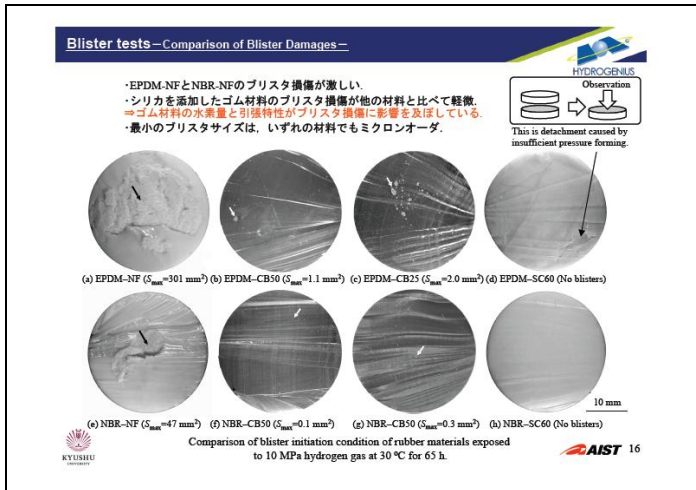 Blister tests－Comparison of Blister Damages－
HYDROGENIUS
・EPDM-NFとNBR-NFのブリスタ損傷が激しい.
・シリカを添加したゴム材料のブリスタ損傷が他の材料と比べて軽微.
⇒ゴム材料の水素量と引張特性がブリスタ損傷に影響を及ぼしている.
・最小のブリスタサイズは，いずれの材料でもミクロンオーダ.
Observation
This is detachment caused by
insufficient pressure forming.
(a) EPDM–NF (Smax=301 mm²) (b) EPDM–CB50 (Smax=1.1 mm²) (c) EPDM–CB25 (Smax=2.0 mm²) (d) EPDM–SC60 (No blisters)
10 mm
(e) NBR–NF (Smax=47 mm²) (f) NBR–CB50 (Smax=0.1 mm²) (g) NBR–CB50 (Smax=0.3 mm²) (h) NBR–SC60 (No blisters)
Comparison of blister initiation condition of rubber materials exposed
to 10 MPa hydrogen gas at 30 ºC for 65 h.
KYUSHU
UNIVERSITY
AIST 16